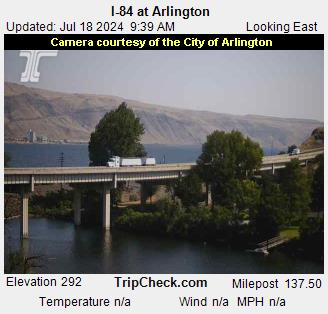 I-84 at Arlington
Updated: Jul 18 2024 9:39 AM Looking East
Camera courtesy of the City of Arlington
Elevation 292 TripCheck.com Milepost 137.50
Temperature n/a Wind n/a MPH n/a